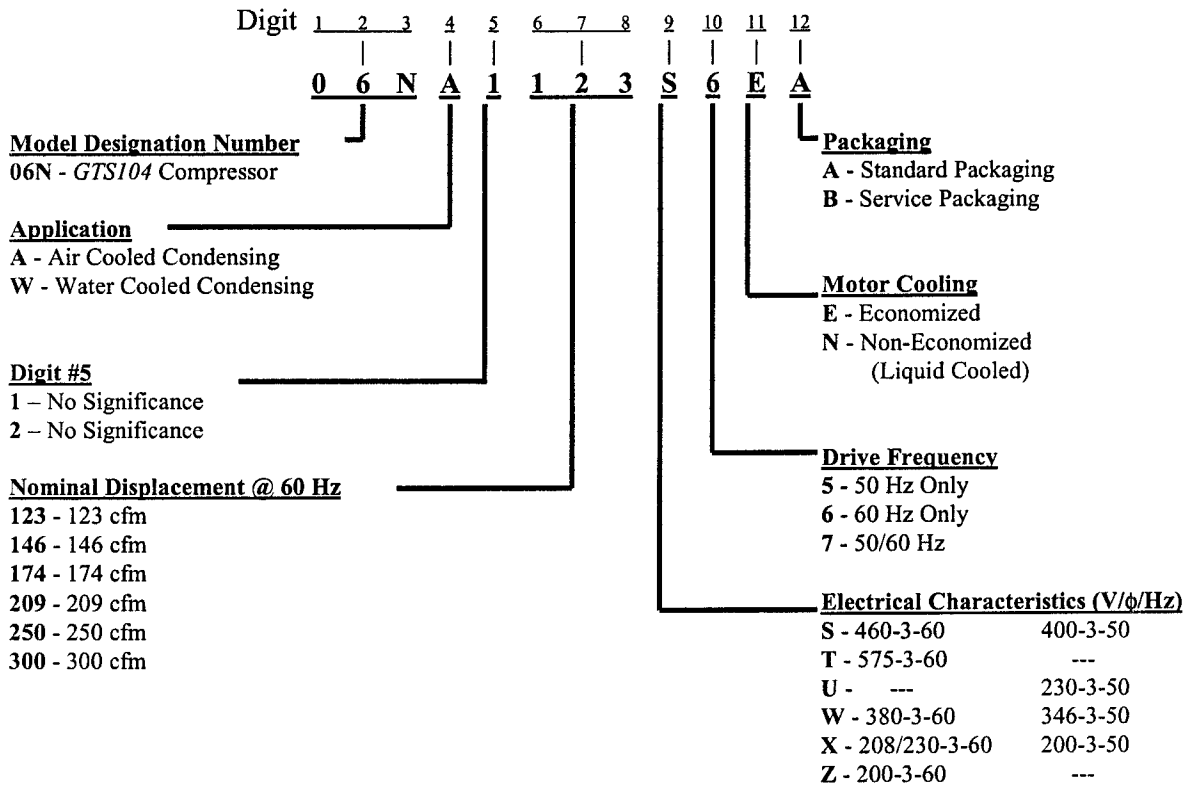 Digit 1 2 3 4 5 6 7 8 9 10 11 12
0 6 N A 1 1 2 3 S 6 E A
Model Designation Number
06N - GTS104 Compressor
Application
A - Air Cooled Condensing
W - Water Cooled Condensing
Digit #5
1 – No Significance
2 – No Significance
Nominal Displacement @ 60 Hz
123 - 123 cfm
146 - 146 cfm
174 - 174 cfm
209 - 209 cfm
250 - 250 cfm
300 - 300 cfm
Packaging
A - Standard Packaging
B - Service Packaging
Motor Cooling
E - Economized
N - Non-Economized
(Liquid Cooled)
Drive Frequency
5 - 50 Hz Only
6 - 60 Hz Only
7 - 50/60 Hz
Electrical Characteristics (V/ϕ/Hz)
S - 460-3-60 400-3-50
T - 575-3-60 ---
U - --- 230-3-50
W - 380-3-60 346-3-50
X - 208/230-3-60 200-3-50
Z - 200-3-60 ---